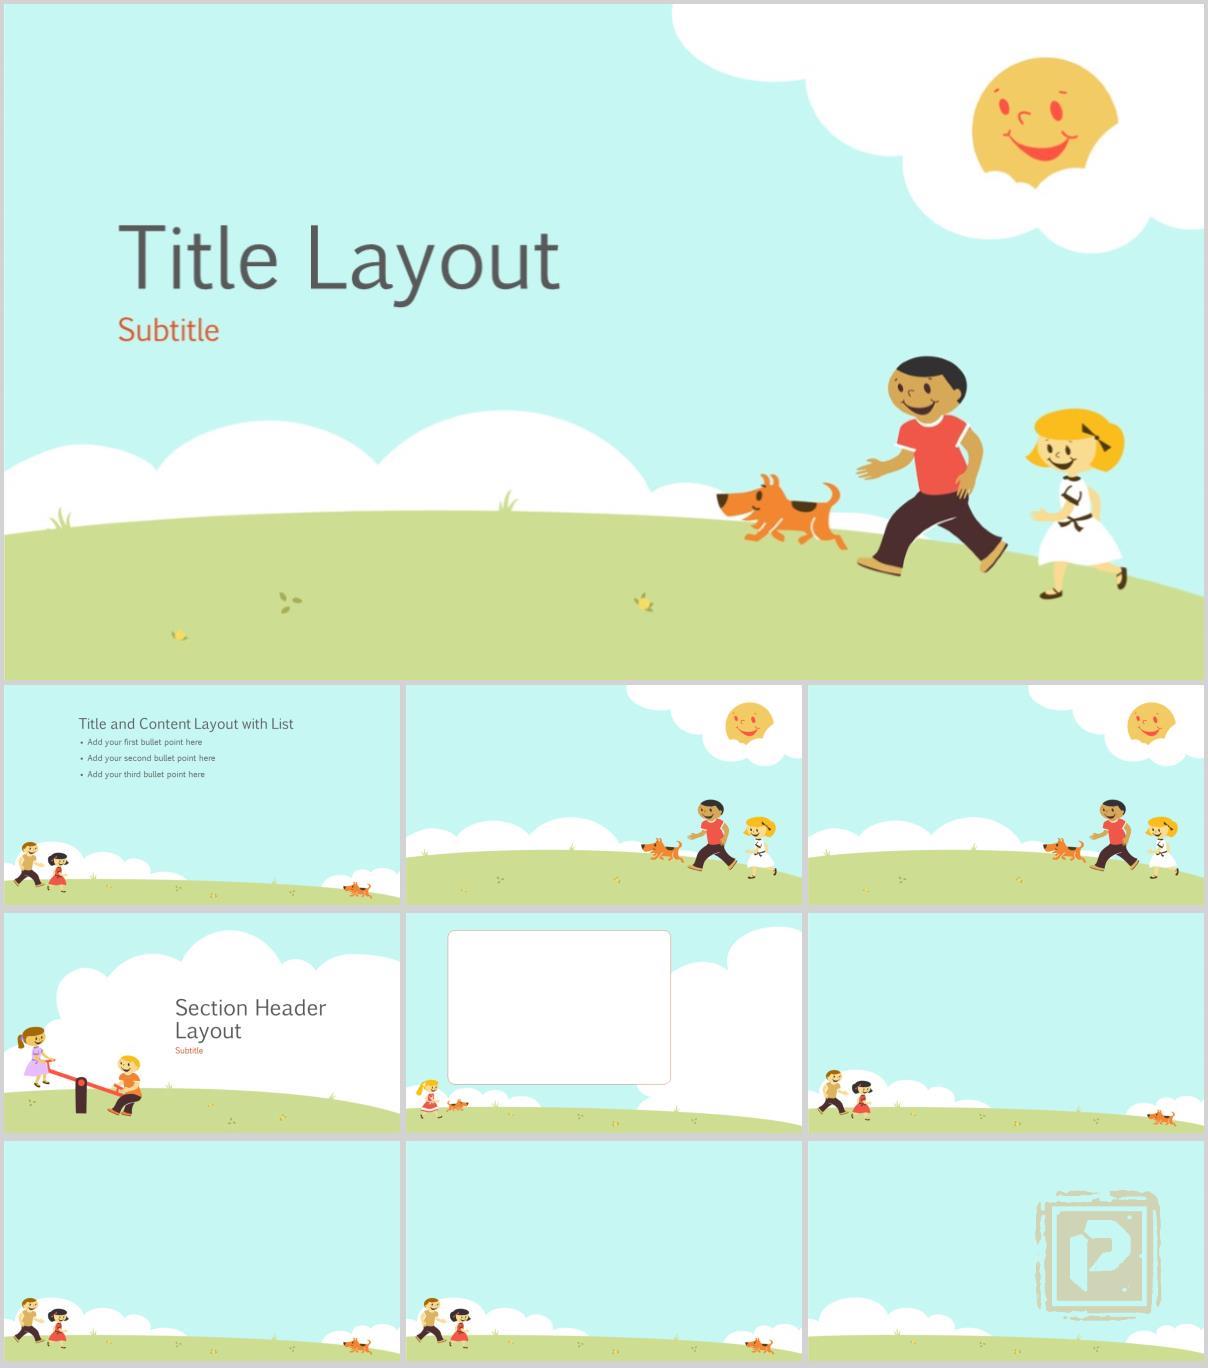 Title Layout
Subtitle
Title and Content Layout with List
• Add your first bullet point here
• Add your second bullet point here
• Add your third bullet point here
Section Header
Layout
Subtitle
P